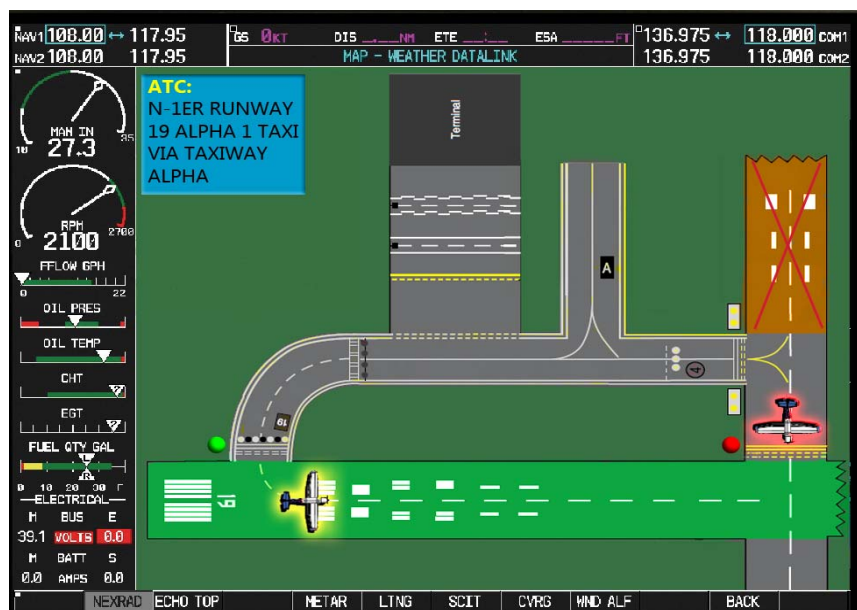 NAV1 108.00 ↔ 117.95
GS 0KT DIS _.__NM ETE __:__ ESA _____FT
136.975 ↔ 118.000 COM1
NAV2 108.00 117.95
MAP - WEATHER DATALINK
136.975 118.000 COM2
ATC:
N-1ER RUNWAY
19 ALPHA 1 TAXI
VIA TAXIWAY
ALPHA
Terminal
A
4
19
19
MAN IN
27.3
10 35
RPM
2100
0 2700
FFLOW GPH
0 22
OIL PRES
OIL TEMP
CHT
EGT
FUEL QTY GAL
L
R
0 10 20 30 F
ELECTRICAL
M BUS E
39.1 VOLTS 0.0
M BATT S
0.0 AMPS 0.0
NEXRAD ECHO TOP METAR LTNG SCIT CVRG WND ALF BACK